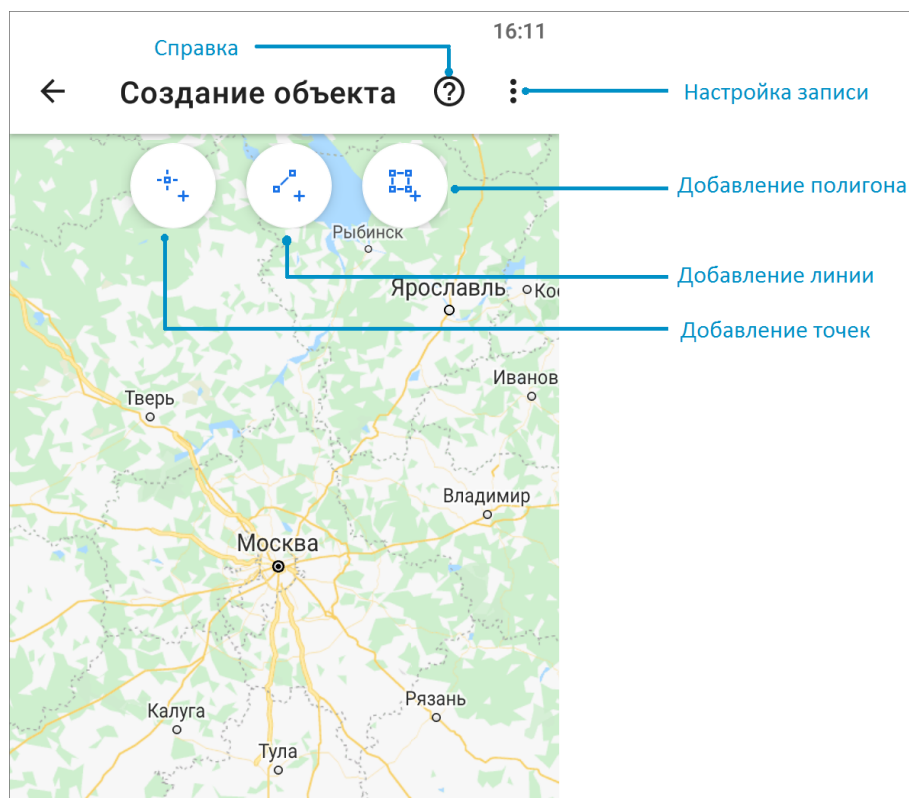 16:11
Справка
Создание объекта
Настройка записи
Добавление полигона
Рыбинск
Добавление линии
Ярославль
Кос
Добавление точек
Иванов
Тверь
Владимир
Москва
Рязань
Калуга
Тула